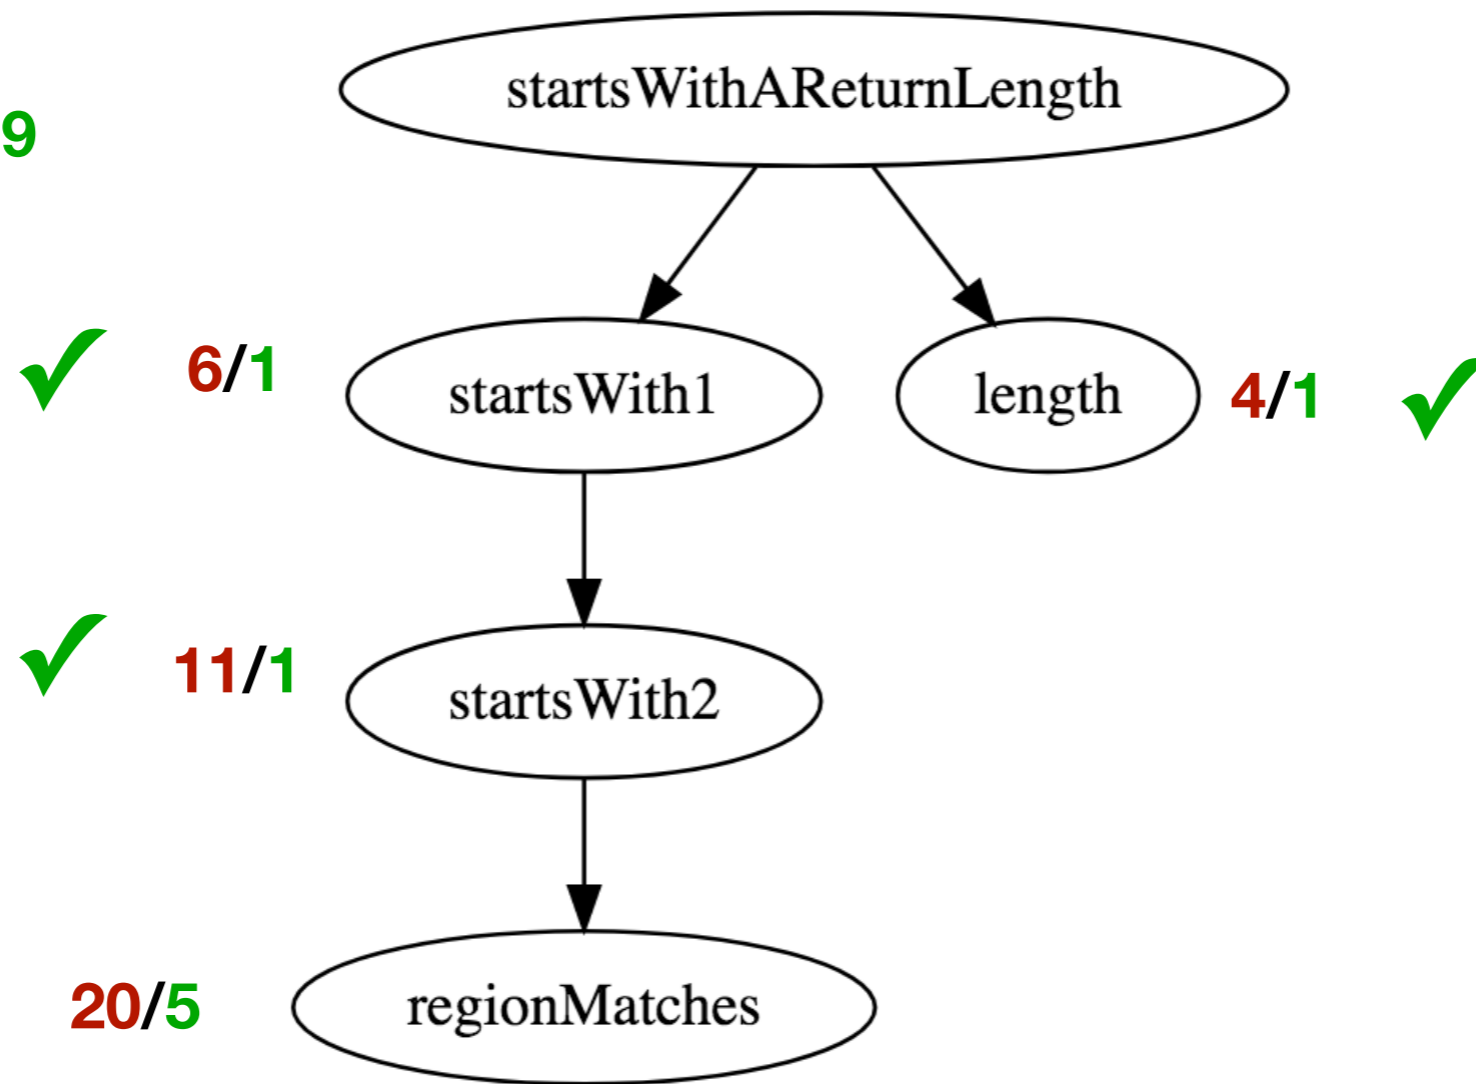 startsWithAReturnLength
9
6/1
startsWith1
length
4/1
11/1
startsWith2
20/5
regionMatches